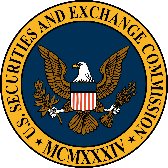 U.S. SECURITIES AND EXCHANGE COMMISSION
MCMXXXIV